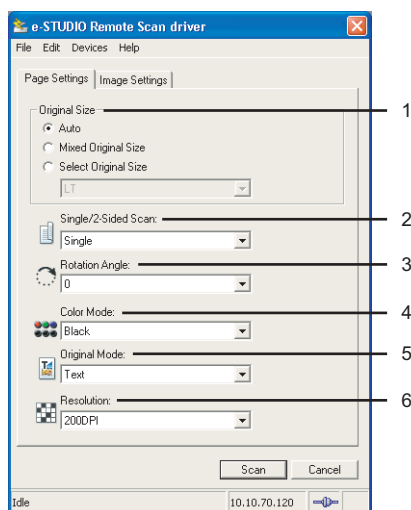 e-STUDIO Remote Scan driver
File Edit Devices Help
Page Settings Image Settings
Original Size 1
Auto
Mixed Original Size
Select Original Size
LT
Single/2-Sided Scan: 2
Single
Rotation Angle: 3
0
Color Mode: 4
Black
Original Mode: 5
Text
Resolution: 6
200DPI
Scan Cancel
Idle 10.10.70.120